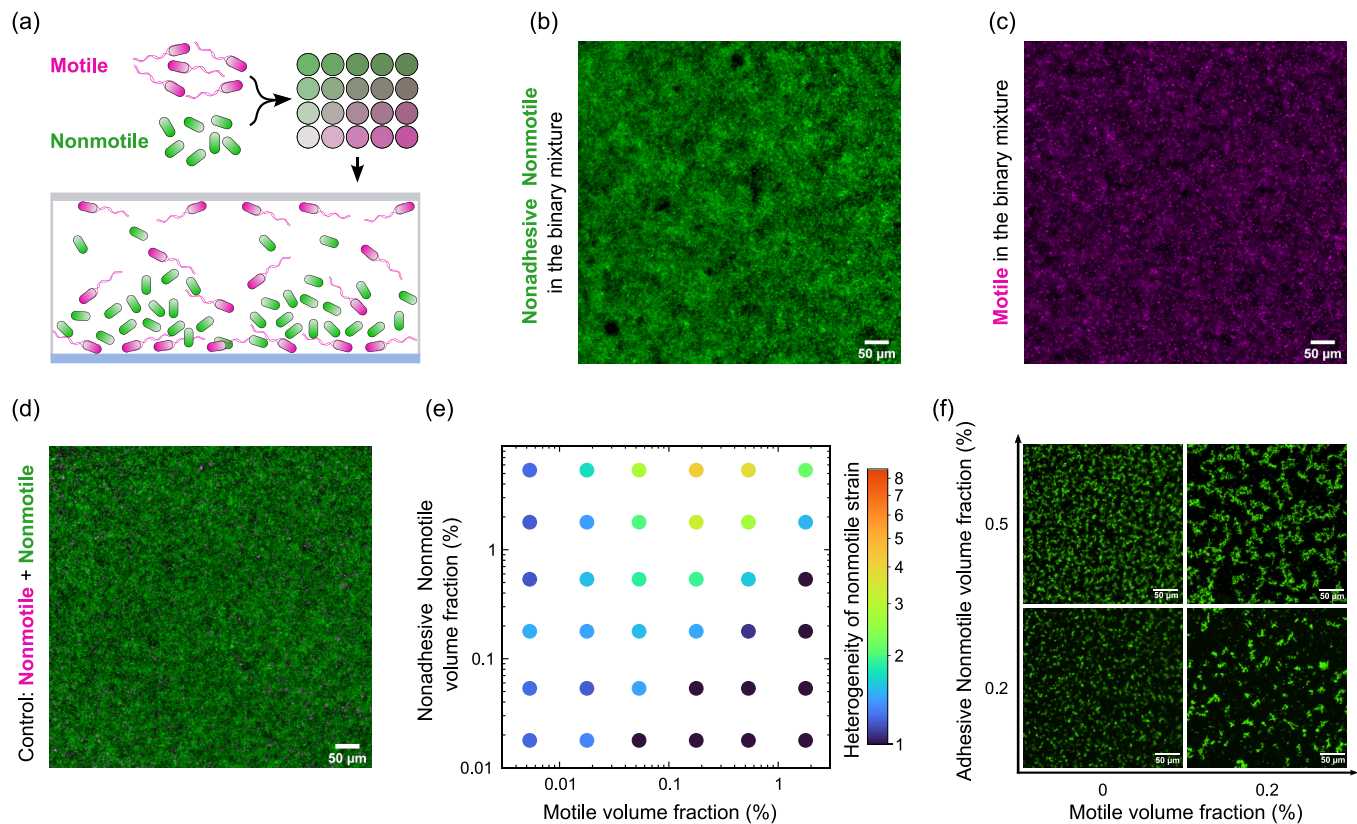 (a)
Motile
Nonmotile
(b)
Nonadhesive Nonmotile
in the binary mixture
50 µm
(c)
Motile in the binary mixture
50 µm
(d)
Control: Nonmotile + Nonmotile
50 µm
(e)
Nonadhesive Nonmotile
volume fraction (%)
1
0.1
0.01
0.01
0.1
1
Motile volume fraction (%)
Heterogeneity of nonmotile strain
8
7
6
5
4
3
2
1
(f)
Adhesive Nonmotile volume fraction (%)
0.5
0.2
50 µm
50 µm
50 µm
50 µm
0
0.2
Motile volume fraction (%)